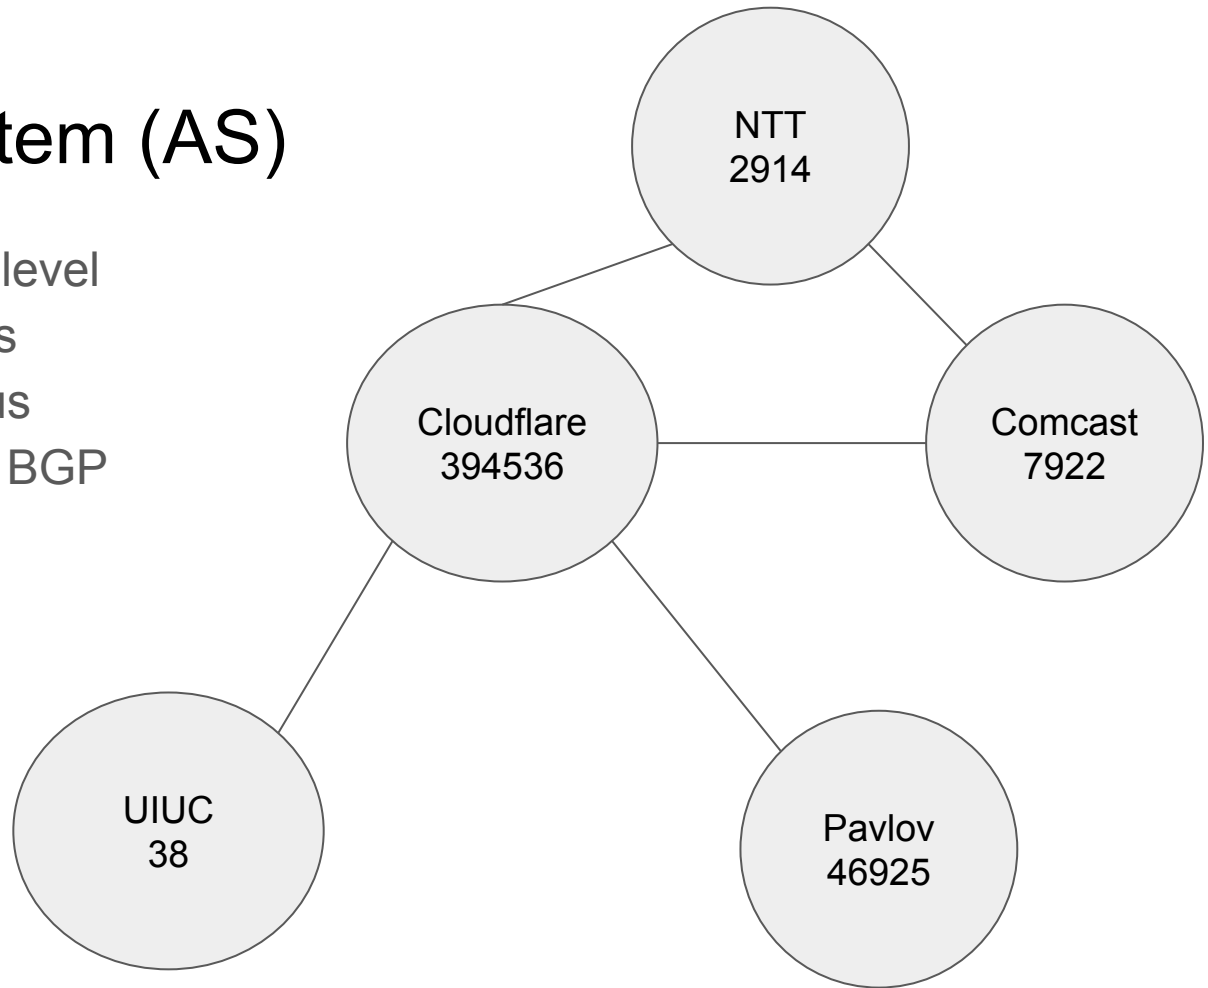 tem (AS)
level
s
us
BGP
NTT
2914
Cloudflare
394536
Comcast
7922
UIUC
38
Pavlov
46925